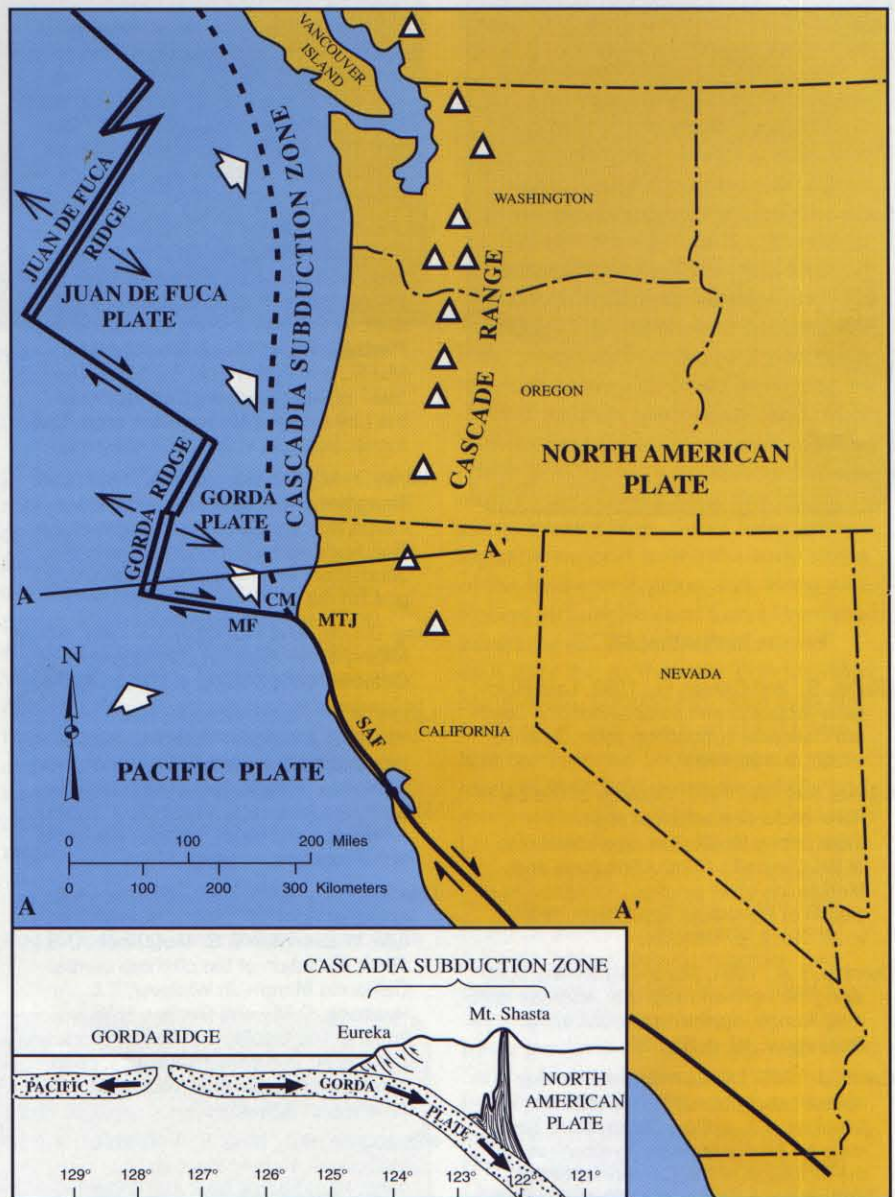 VANCOUVER
ISLAND
CASCADIA SUBDUCTION ZONE
JUAN DE FUCA
RIDGE
WASHINGTON
JUAN DE FUCA
PLATE
CASCADE RANGE
OREGON
NORTH AMERICAN
PLATE
GORDA RIDGE
GORDA
PLATE
A
A'
CM
MF
MTJ
N
NEVADA
SAF
CALIFORNIA
PACIFIC PLATE
0 100 200 Miles
0 100 200 300 Kilometers
A
A'
CASCADIA SUBDUCTION ZONE
Eureka
Mt. Shasta
GORDA RIDGE
PACIFIC
GORDA
PLATE
NORTH
AMERICAN
PLATE
129° 128° 127° 126° 125° 124° 123° 122° 121°